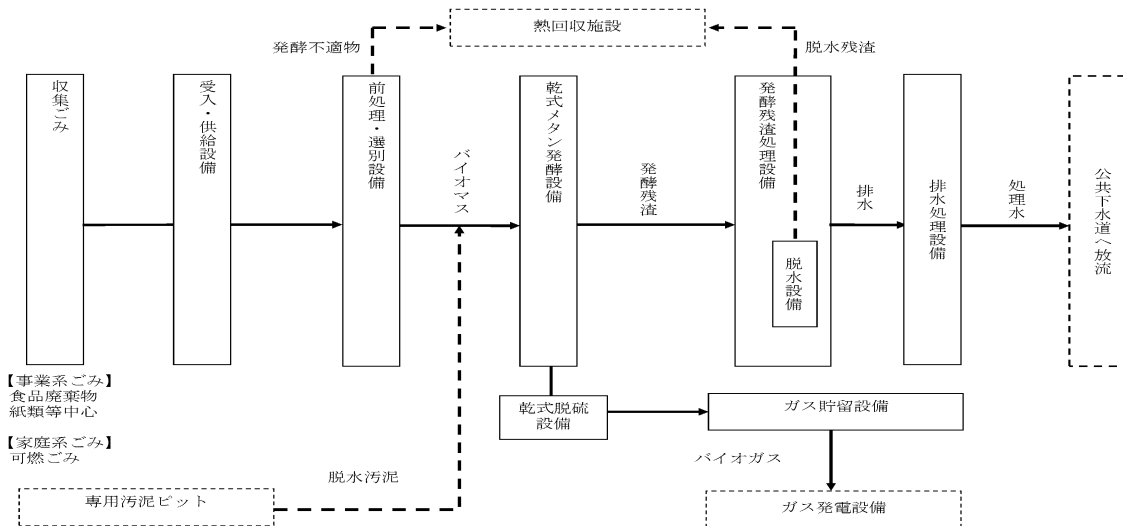 熱回収施設
発酵不適物
脱水残渣
収集ごみ
受入・供給設備
前処理・選別設備
バイオマス
乾式メタン発酵設備
発酵残渣
発酵残渣処理設備
脱水設備
排水
排水処理設備
処理水
公共下水道へ放流
【事業系ごみ】
食品廃棄物
紙類等中心
【家庭系ごみ】
可燃ごみ
乾式脱硫
設備
ガス貯留設備
バイオガス
脱水汚泥
専用汚泥ピット
ガス発電設備